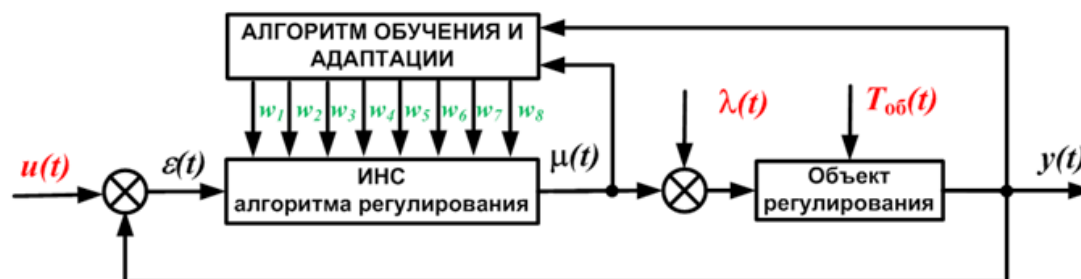 АЛГОРИТМ ОБУЧЕНИЯ И
АДАПТАЦИИ
w₁ w₂ w₃ w₄ w₅ w₆ w₇ w₈
λ(t)
Tоб(t)
u(t)
ε(t)
ИНС
алгоритма регулирования
μ(t)
Объект
регулирования
y(t)